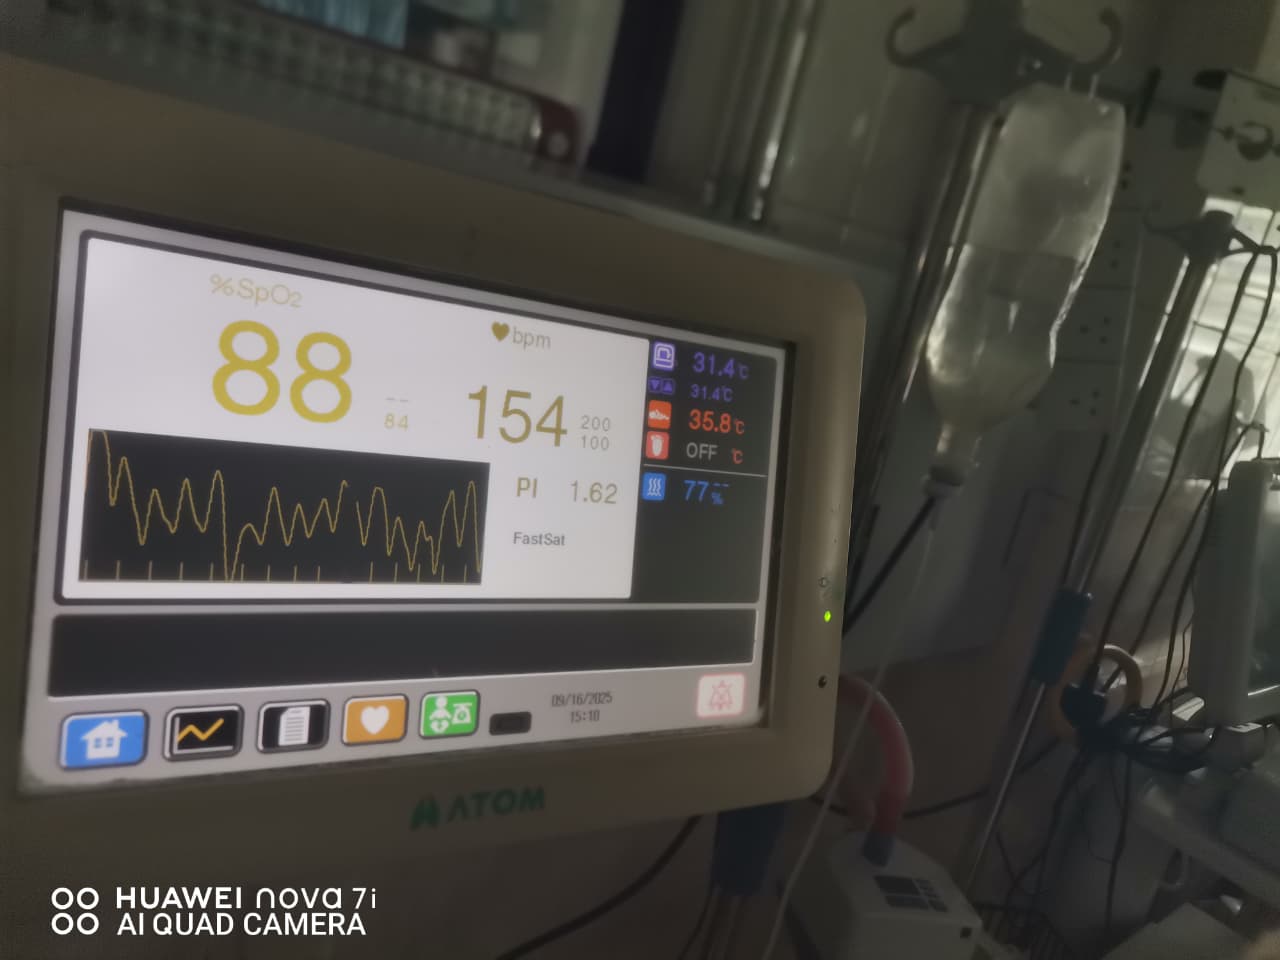 %SpO2
88
--
84
♥bpm
154
200
100
PI 1.62
FastSat
31.4℃
31.4℃
35.8℃
OFF ℃
77 --%
09/16/2025
15:10
ATOM
HUAWEI nova 7i
AI QUAD CAMERA